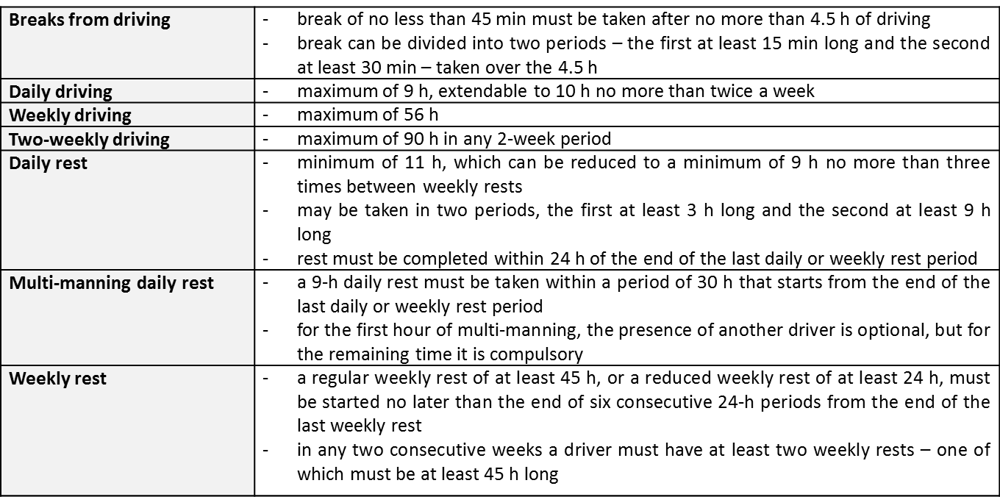 Breaks from driving
- break of no less than 45 min must be taken after no more than 4.5 h of driving
- break can be divided into two periods – the first at least 15 min long and the second
at least 30 min – taken over the 4.5 h
Daily driving
- maximum of 9 h, extendable to 10 h no more than twice a week
Weekly driving
- maximum of 56 h
Two-weekly driving
- maximum of 90 h in any 2-week period
Daily rest
- minimum of 11 h, which can be reduced to a minimum of 9 h no more than three
times between weekly rests
- may be taken in two periods, the first at least 3 h long and the second at least 9 h
long
- rest must be completed within 24 h of the end of the last daily or weekly rest period
Multi-manning daily rest
- a 9-h daily rest must be taken within a period of 30 h that starts from the end of the
last daily or weekly rest period
- for the first hour of multi-manning, the presence of another driver is optional, but for
the remaining time it is compulsory
Weekly rest
- a regular weekly rest of at least 45 h, or a reduced weekly rest of at least 24 h, must
be started no later than the end of six consecutive 24-h periods from the end of the
last weekly rest
- in any two consecutive weeks a driver must have at least two weekly rests – one of
which must be at least 45 h long